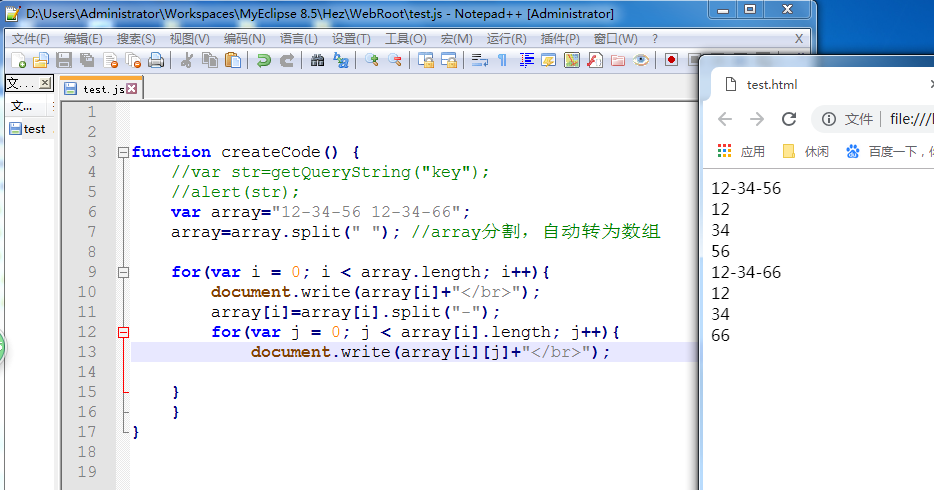 D:\Users\Administrator\Workspaces\MyEclipse 8.5\Hez\WebRoot\test.js - Notepad++ [Administrator]
文件(F) 编辑(E) 搜索(S) 视图(V) 编码(N) 语言(L) 设置(T) 工具(O) 宏(M) 运行(R) 插件(P) 窗口(W) ? X
文...
test.js
文...
test
1
2
3 function createCode() {
4 //var str=getQueryString("key");
5 //alert(str);
6 var array="12-34-56 12-34-66";
7 array=array.split(" "); //array分割，自动转为数组
8
9 for(var i = 0; i < array.length; i++){
10 document.write(array[i]+"</br>");
11 array[i]=array[i].split("-");
12 for(var j = 0; j < array[i].length; j++){
13 document.write(array[i][j]+"</br>");
14
15 }
16 }
17 }
18
19
test.html
文件 | file:///
应用 休闲 百度一下，
12-34-56
12
34
56
12-34-66
12
34
66